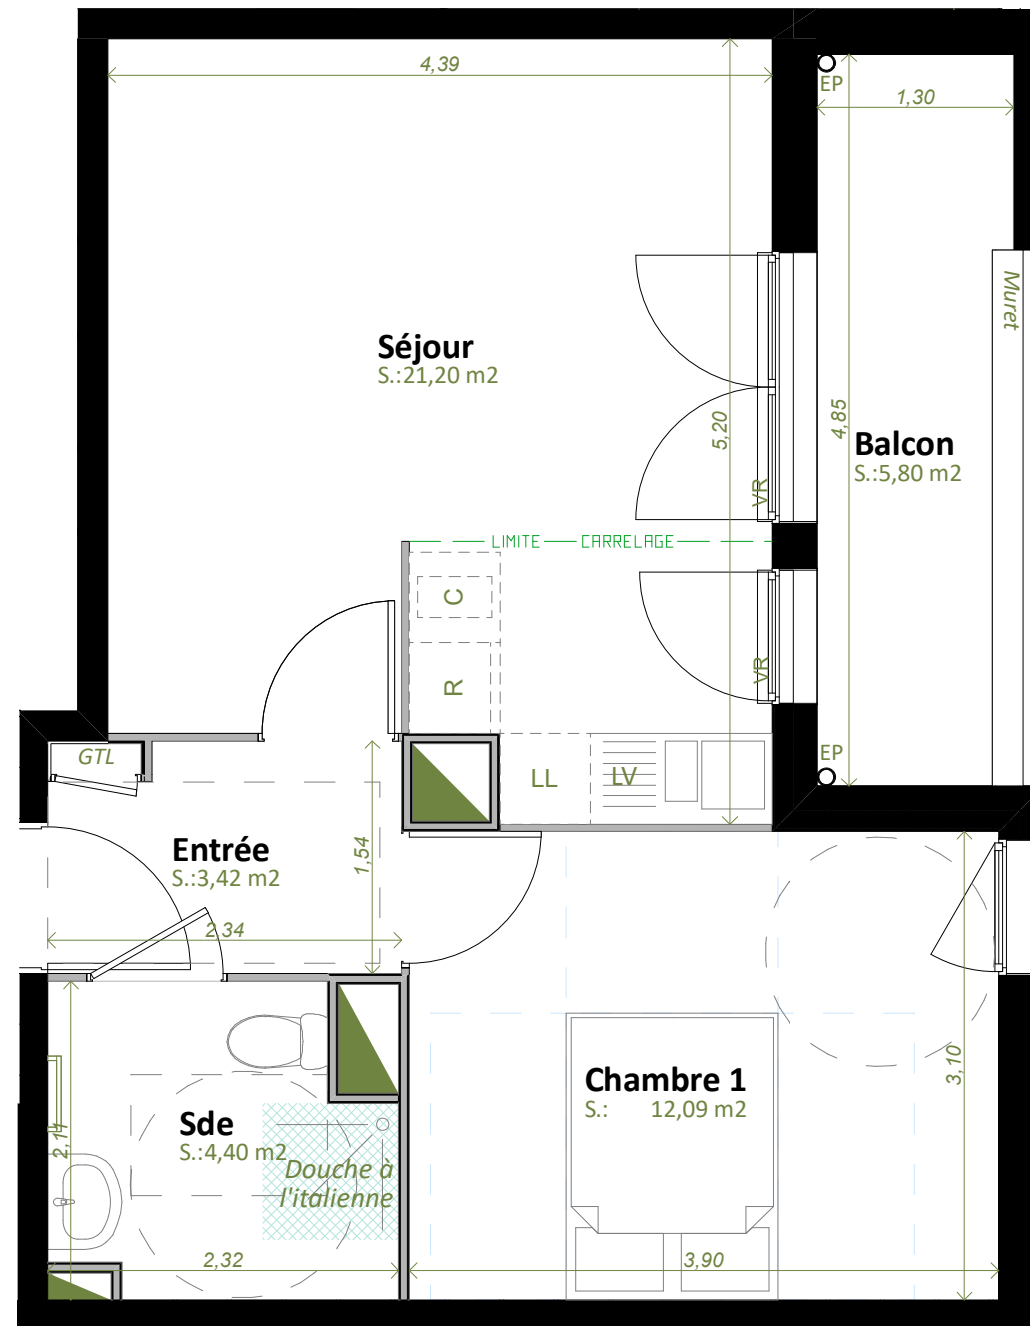 4,39
EP
1,30
Muret
Séjour
S.:21,20 m2
5,20
4,85
Balcon
S.:5,80 m2
VR
LIMITE CARRELAGE
C
R
VR
GTL
EP
LL
LV
Entrée
S.:3,42 m2
1,54
2,34
3,10
Chambre 1
S.: 12,09 m2
Sde
S.:4,40 m2
2,11
Douche à
l'italienne
2,32
3,90